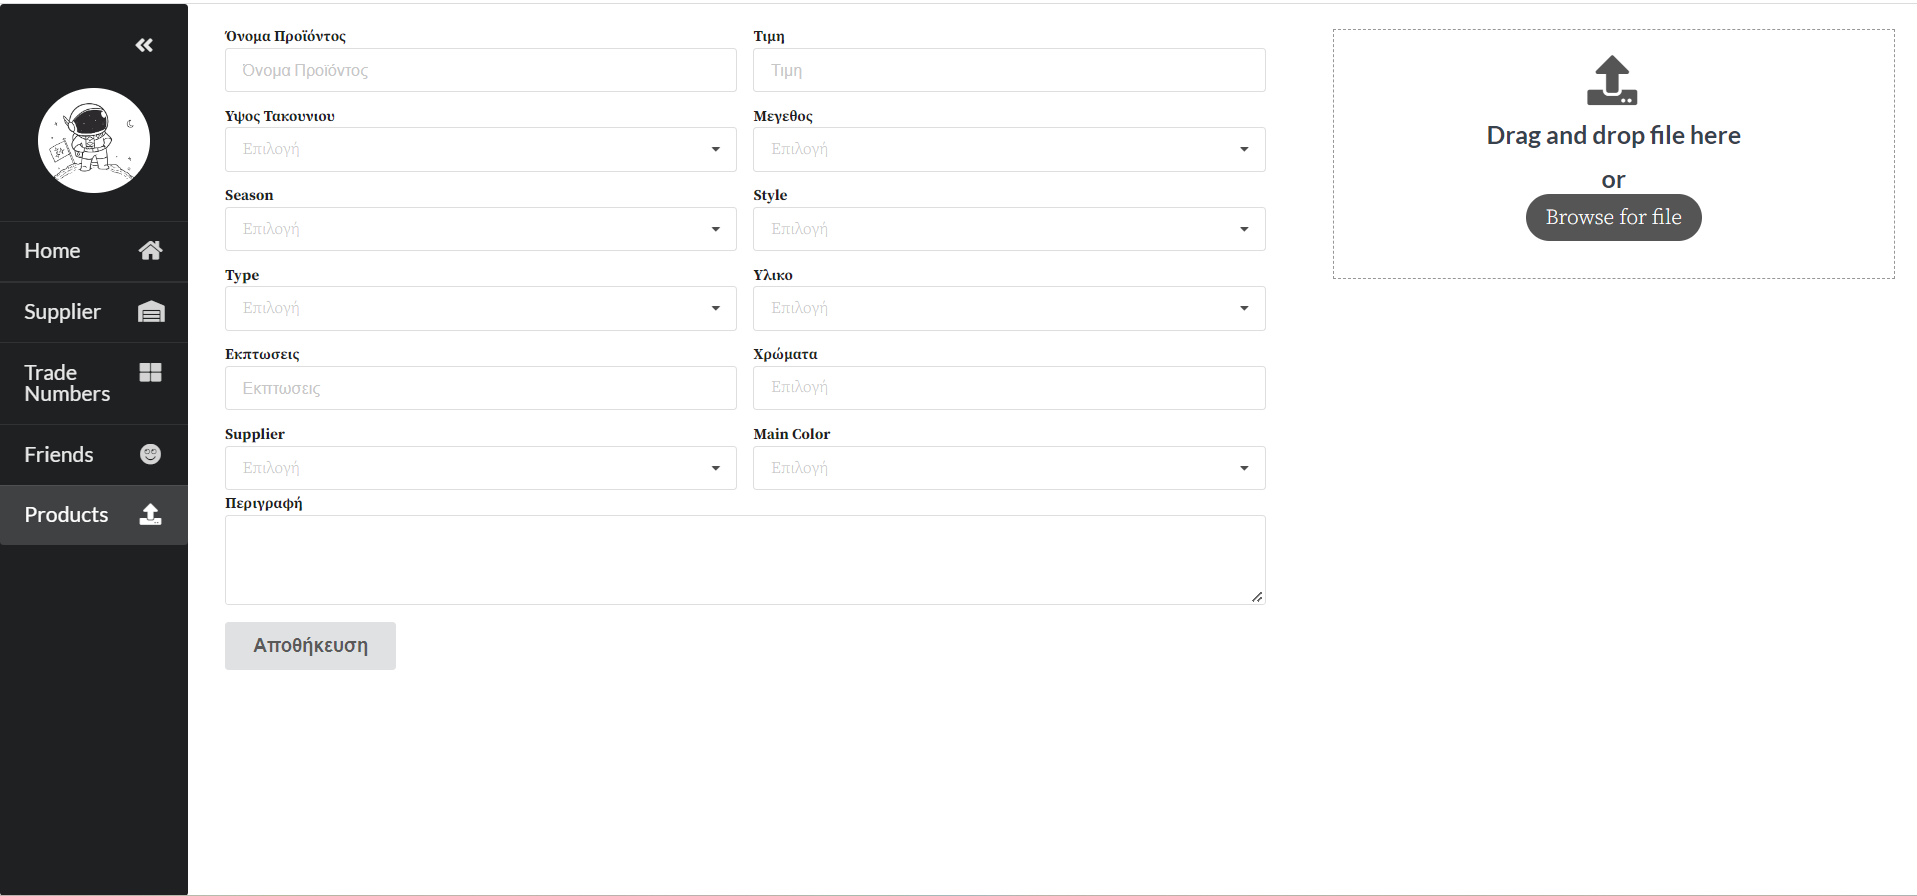 Home
Supplier
Trade
Numbers
Friends
Products
Όνομα Προϊόντος
Όνομα Προϊόντος
Τιμη
Τιμη
Υψος Τακουνιου
Επιλογή
Μεγεθος
Επιλογή
Season
Επιλογή
Style
Επιλογή
Type
Επιλογή
Υλικο
Επιλογή
Εκπτωσεις
Εκπτωσεις
Χρώματα
Επιλογή
Supplier
Επιλογή
Main Color
Επιλογή
Περιγραφή
Αποθήκευση
Drag and drop file here
or
Browse for file